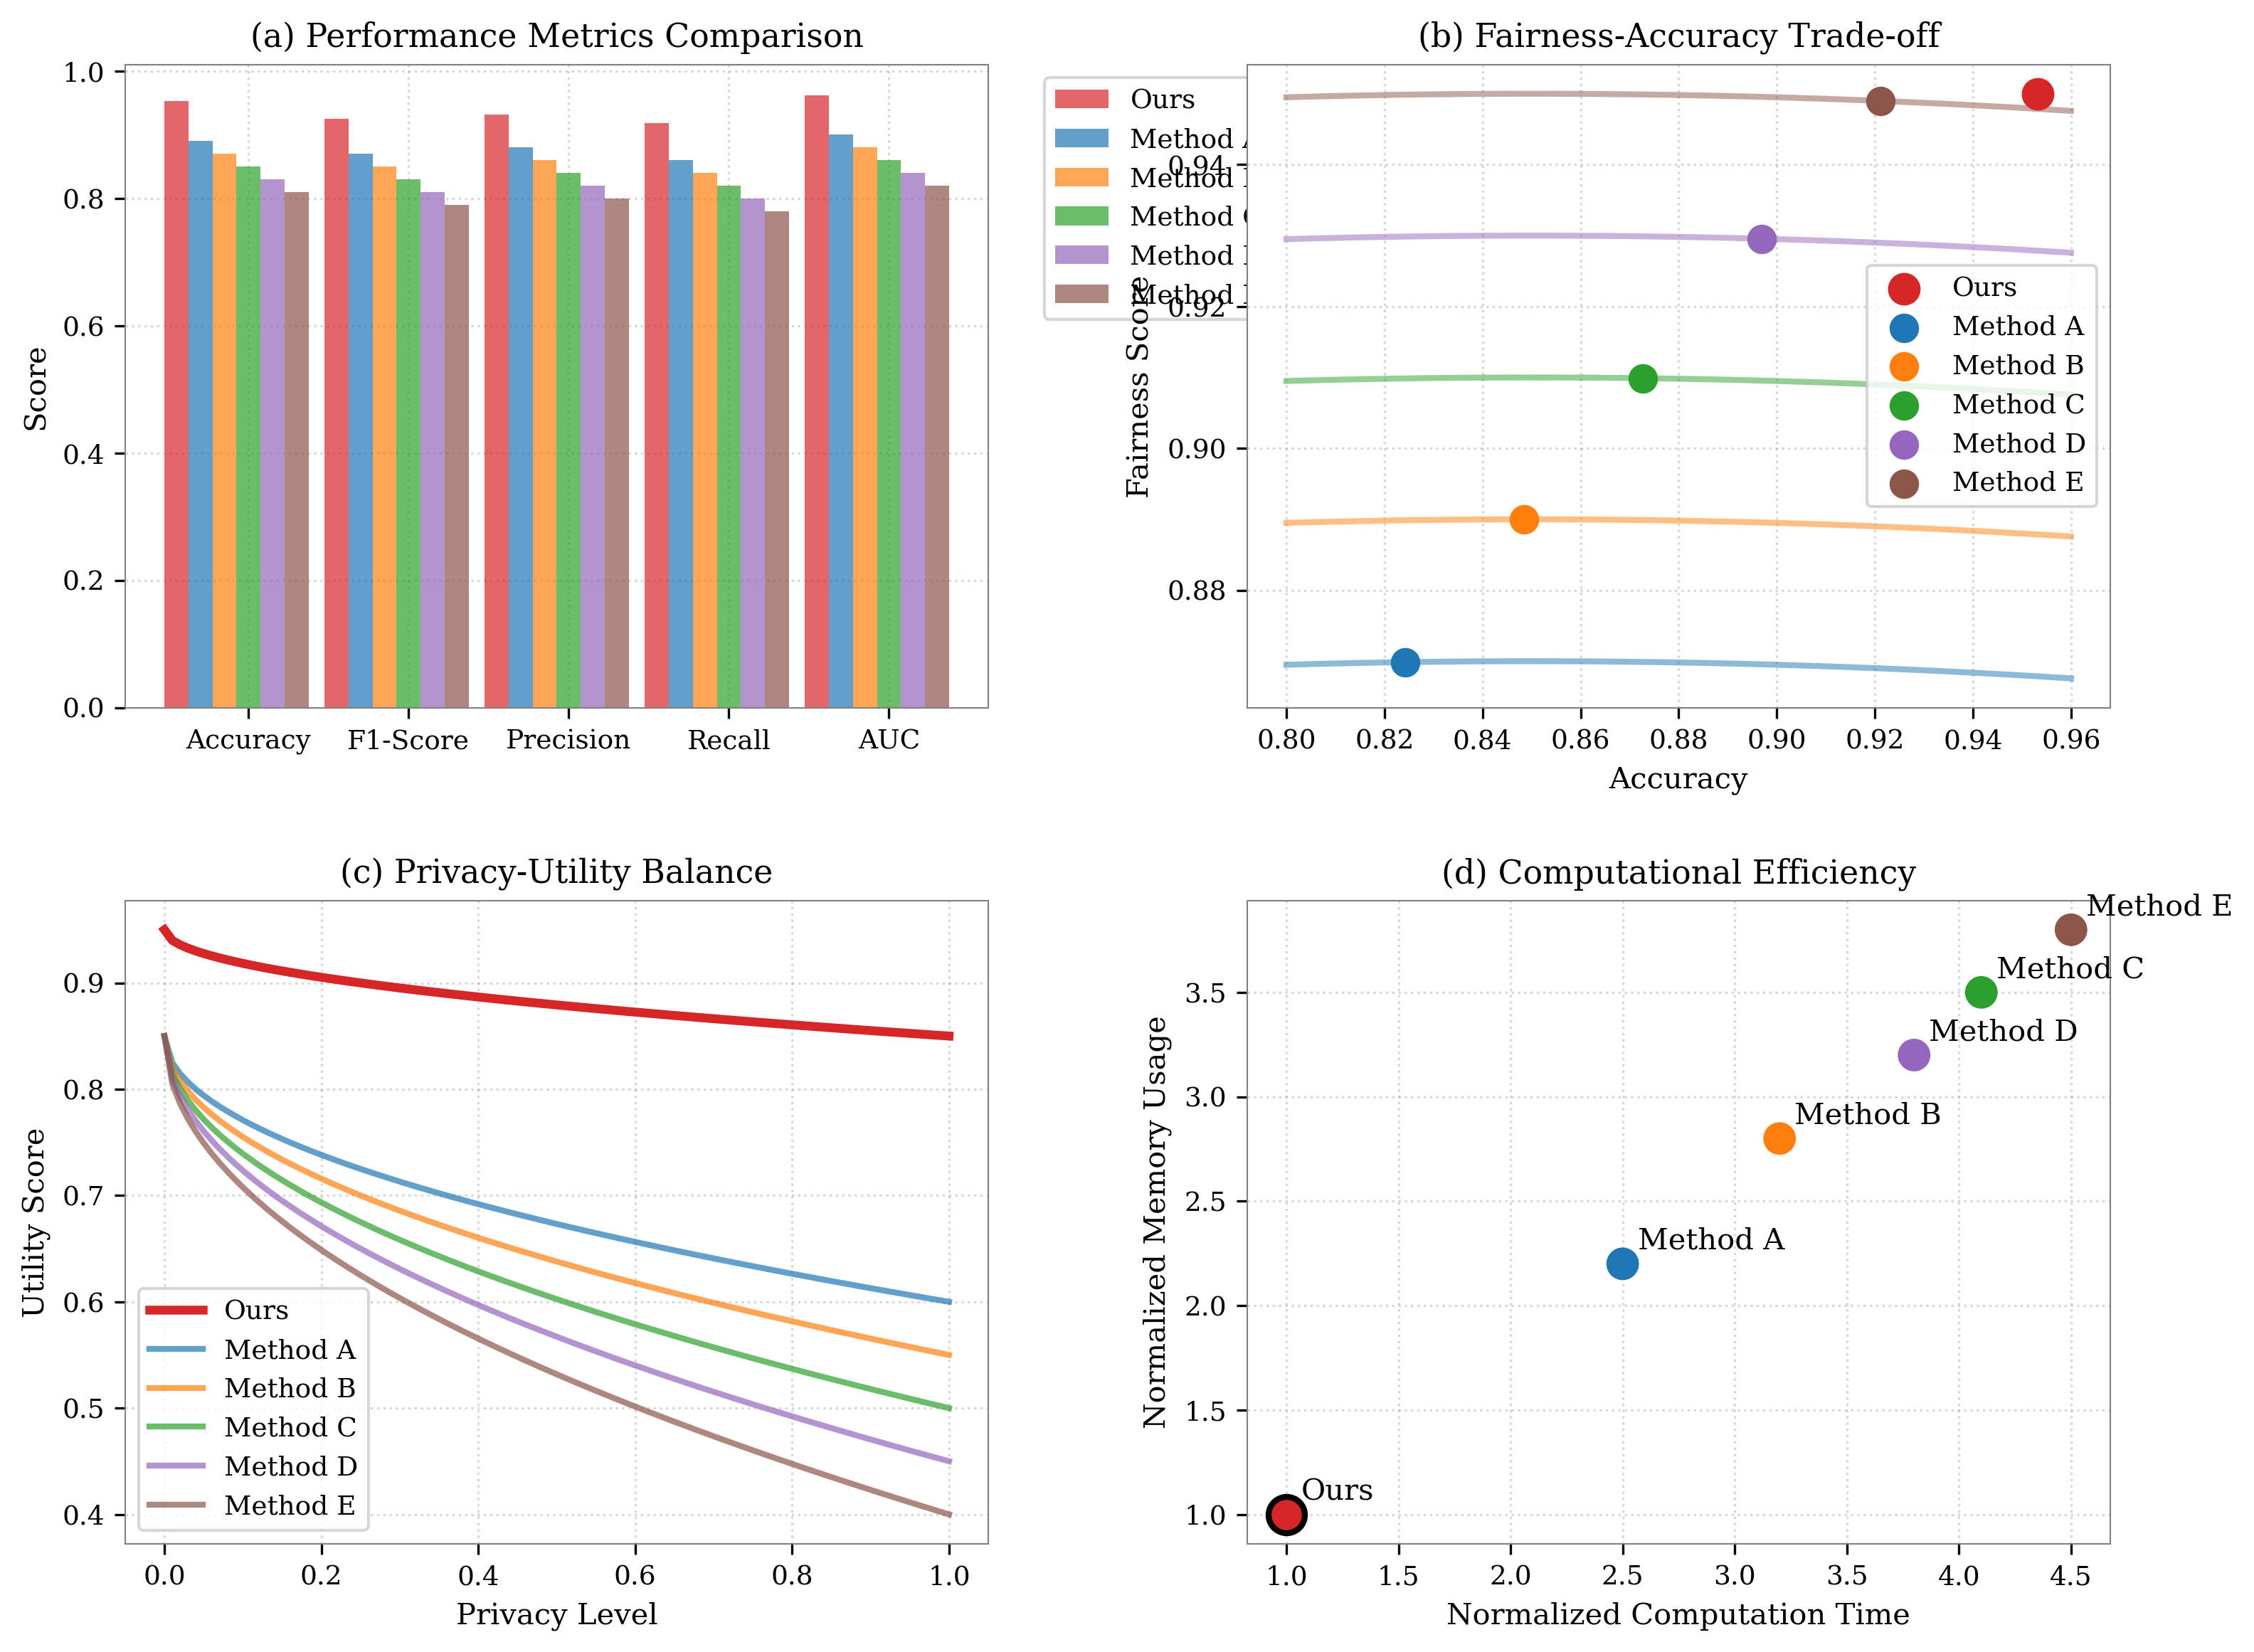 (a) Performance Metrics Comparison
1.0
0.8
0.6
0.4
0.2
0.0
Score
Accuracy
F1-Score
Precision
Recall
AUC
Ours
Method
Method
Method
Method
Method
(b) Fairness-Accuracy Trade-off
0.94
0.92
0.90
0.88
Fairness Score
0.80
0.82
0.84
0.86
0.88
0.90
0.92
0.94
0.96
Accuracy
Ours
Method A
Method B
Method C
Method D
Method E
(c) Privacy-Utility Balance
0.9
0.8
0.7
0.6
0.5
0.4
Utility Score
0.0
0.2
0.4
0.6
0.8
1.0
Privacy Level
Ours
Method A
Method B
Method C
Method D
Method E
(d) Computational Efficiency
3.5
3.0
2.5
2.0
1.5
1.0
Normalized Memory Usage
Method E
Method C
Method D
Method B
Method A
Ours
1.0
1.5
2.0
2.5
3.0
3.5
4.0
4.5
Normalized Computation Time